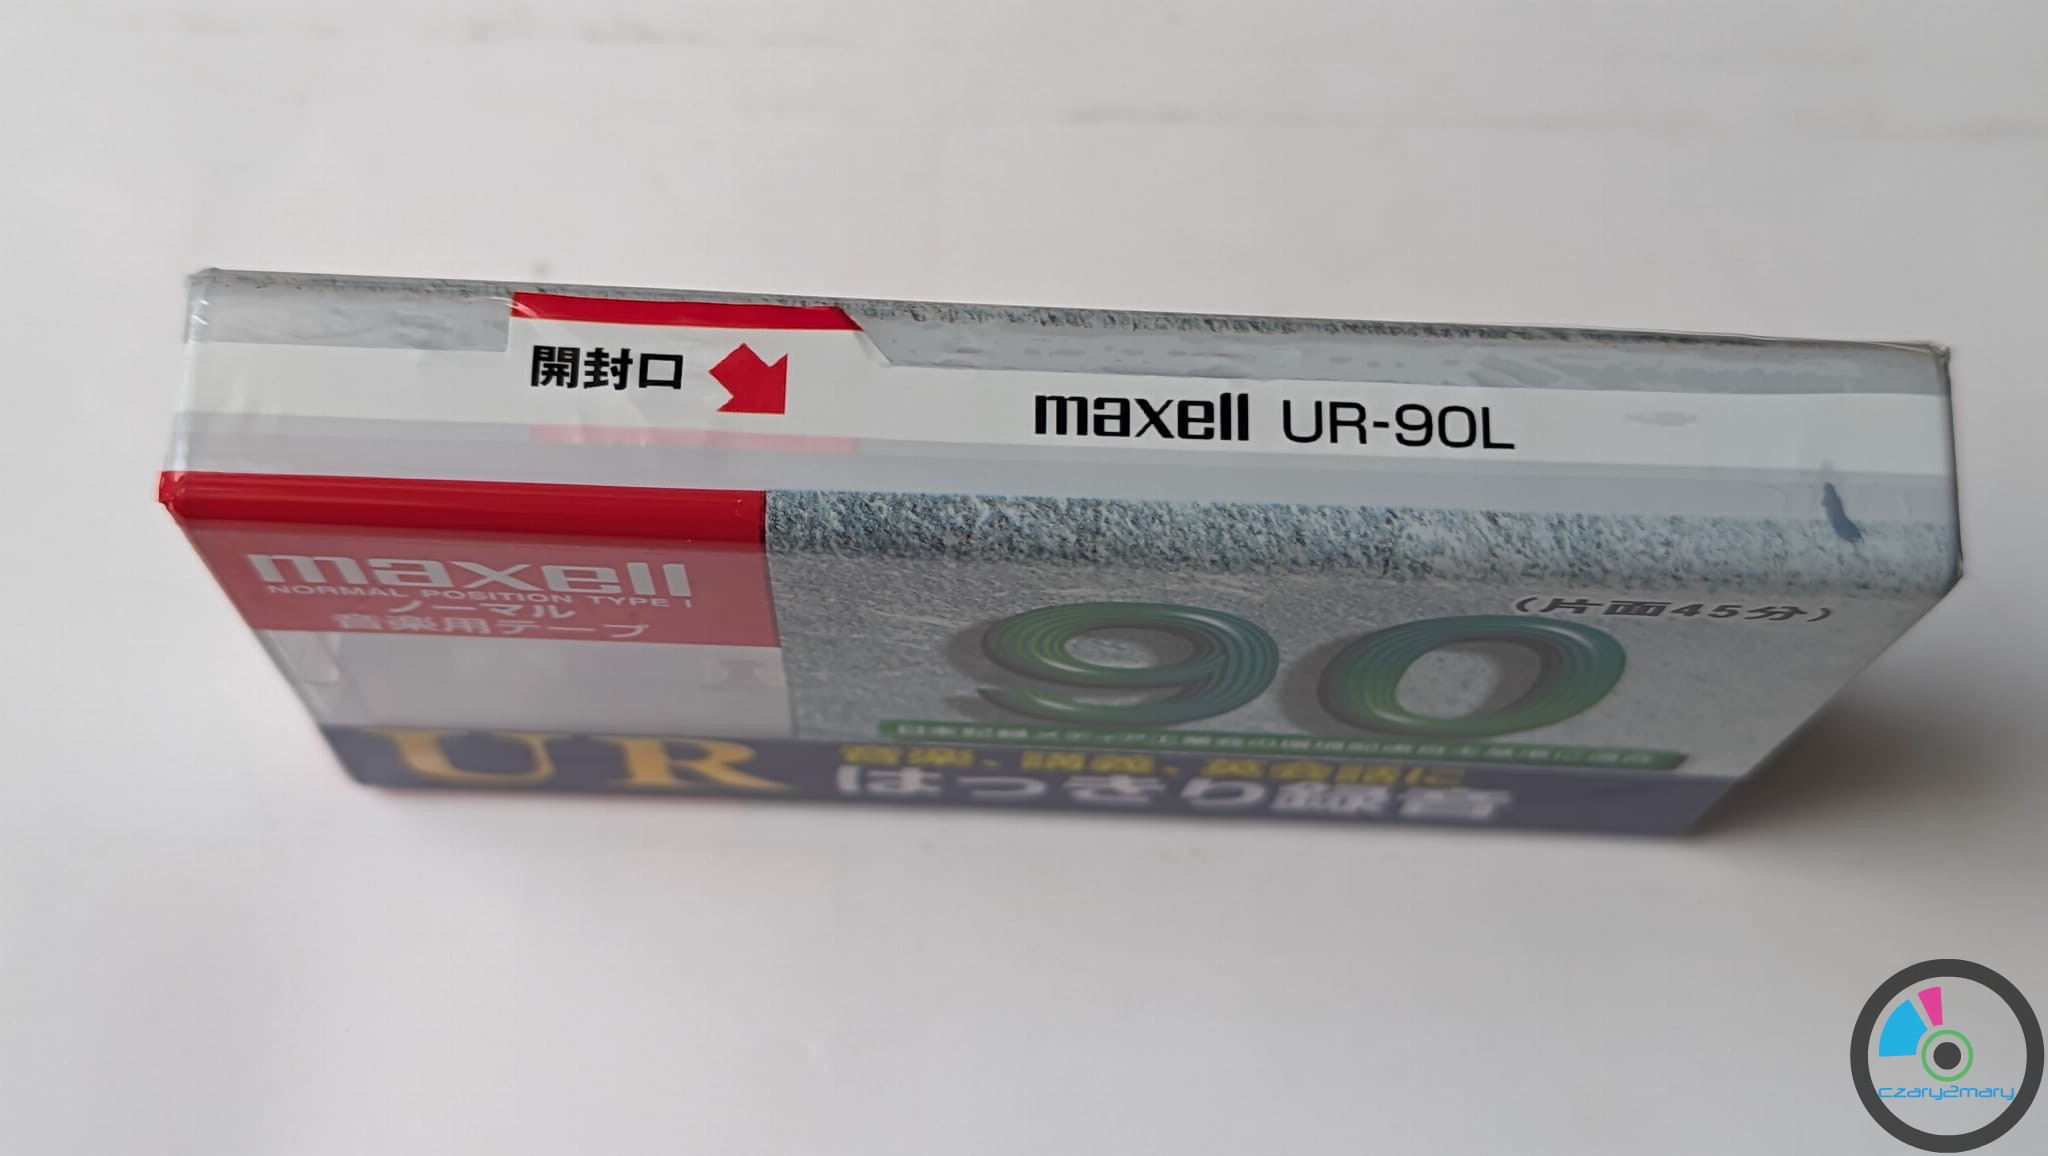 開封口
maxell UR-90L
maxell
NORMAL POSITION TYPE I
ノーマル
音楽用テープ
90
(片面45分)
UR
音楽、講義、英会話に
はっきり録音
czary2mary